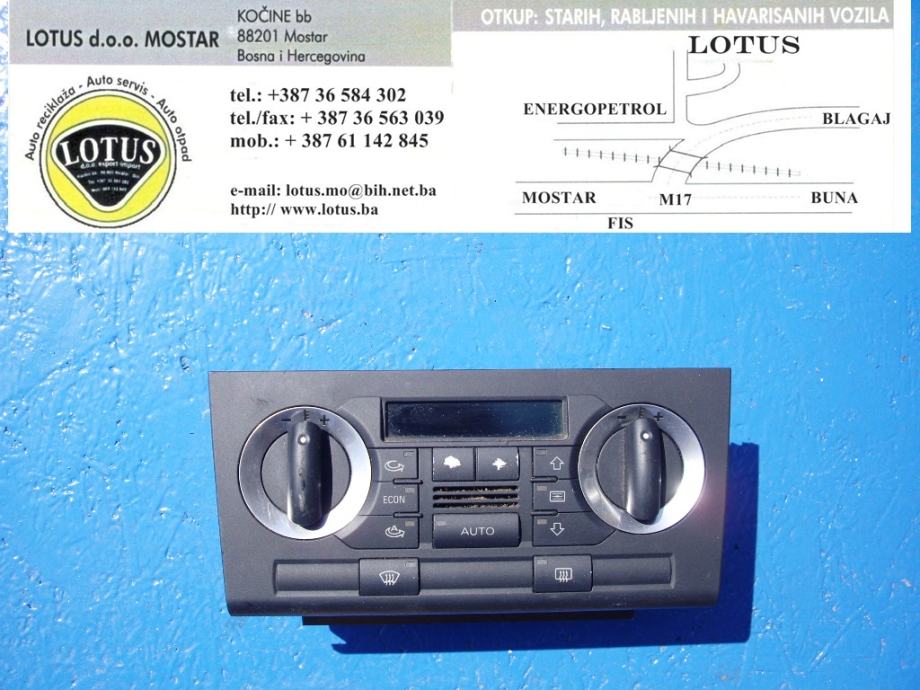 LOTUS d.o.o. MOSTAR
KOČINE bb
88201 Mostar
Bosna i Hercegovina
OTKUP: STARIH, RABLJENIH I HAVARISANIH VOZILA
Auto reciklaža - Auto servis - Auto otpad
LOTUS
d.o.o. export-import
tel.: +387 36 584 302
tel./fax: + 387 36 563 039
mob.: + 387 61 142 845
e-mail: lotus.mo@bih.net.ba
http:// www.lotus.ba
LOTUS
ENERGOPETROL
BLAGAJ
MOSTAR
M17
BUNA
FIS
- +
- +
ECON
A
AUTO